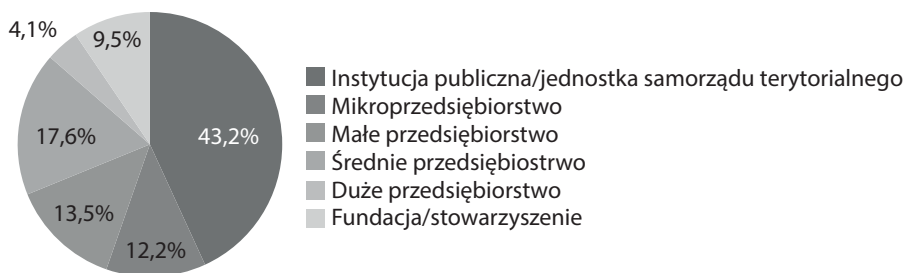 4,1%
9,5%
17,6%
43,2%
13,5%
12,2%
Instytucja publiczna/jednostka samorządu terytorialnego
Mikroprzedsiębiorstwo
Małe przedsiębiorstwo
Średnie przedsiębiostrwo
Duże przedsiębiorstwo
Fundacja/stowarzyszenie